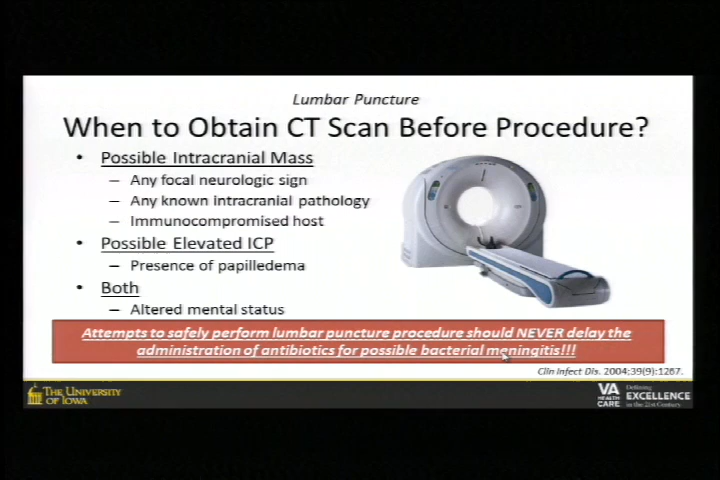 Lumbar Puncture
When to Obtain CT Scan Before Procedure?
• Possible Intracranial Mass
– Any focal neurologic sign
– Any known intracranial pathology
– Immunocompromised host
• Possible Elevated ICP
– Presence of papilledema
• Both
– Altered mental status
Attempts to safely perform lumbar puncture procedure should NEVER delay the
administration of antibiotics for possible bacterial meningitis!!!
Clin Infect Dis. 2004;39(9):1267.
THE UNIVERSITY
OF IOWA
VA
HEALTH
CARE
Defining
EXCELLENCE
in the 21st Century